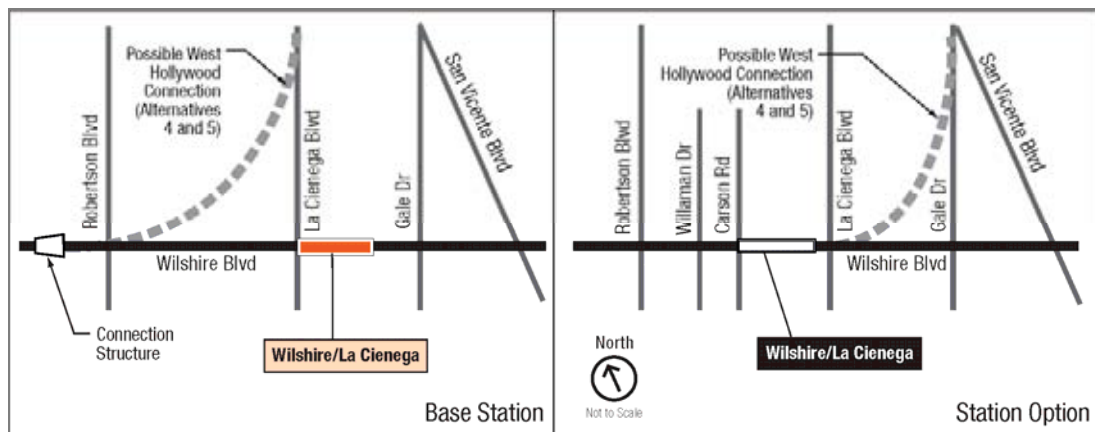 Possible West
Hollywood
Connection
(Alternatives
4 and 5)
Robertson Blvd
La Cienega Blvd
Gale Dr
San Vicente Blvd
Wilshire Blvd
Connection
Structure
Wilshire/La Cienega
Base Station
Possible West
Hollywood Connection
(Alternatives
4 and 5)
Robertson Blvd
Willaman Dr
Carson Rd
La Cienega Blvd
Gale Dr
San Vicente Blvd
Wilshire Blvd
North
Not to Scale
Wilshire/La Cienega
Station Option